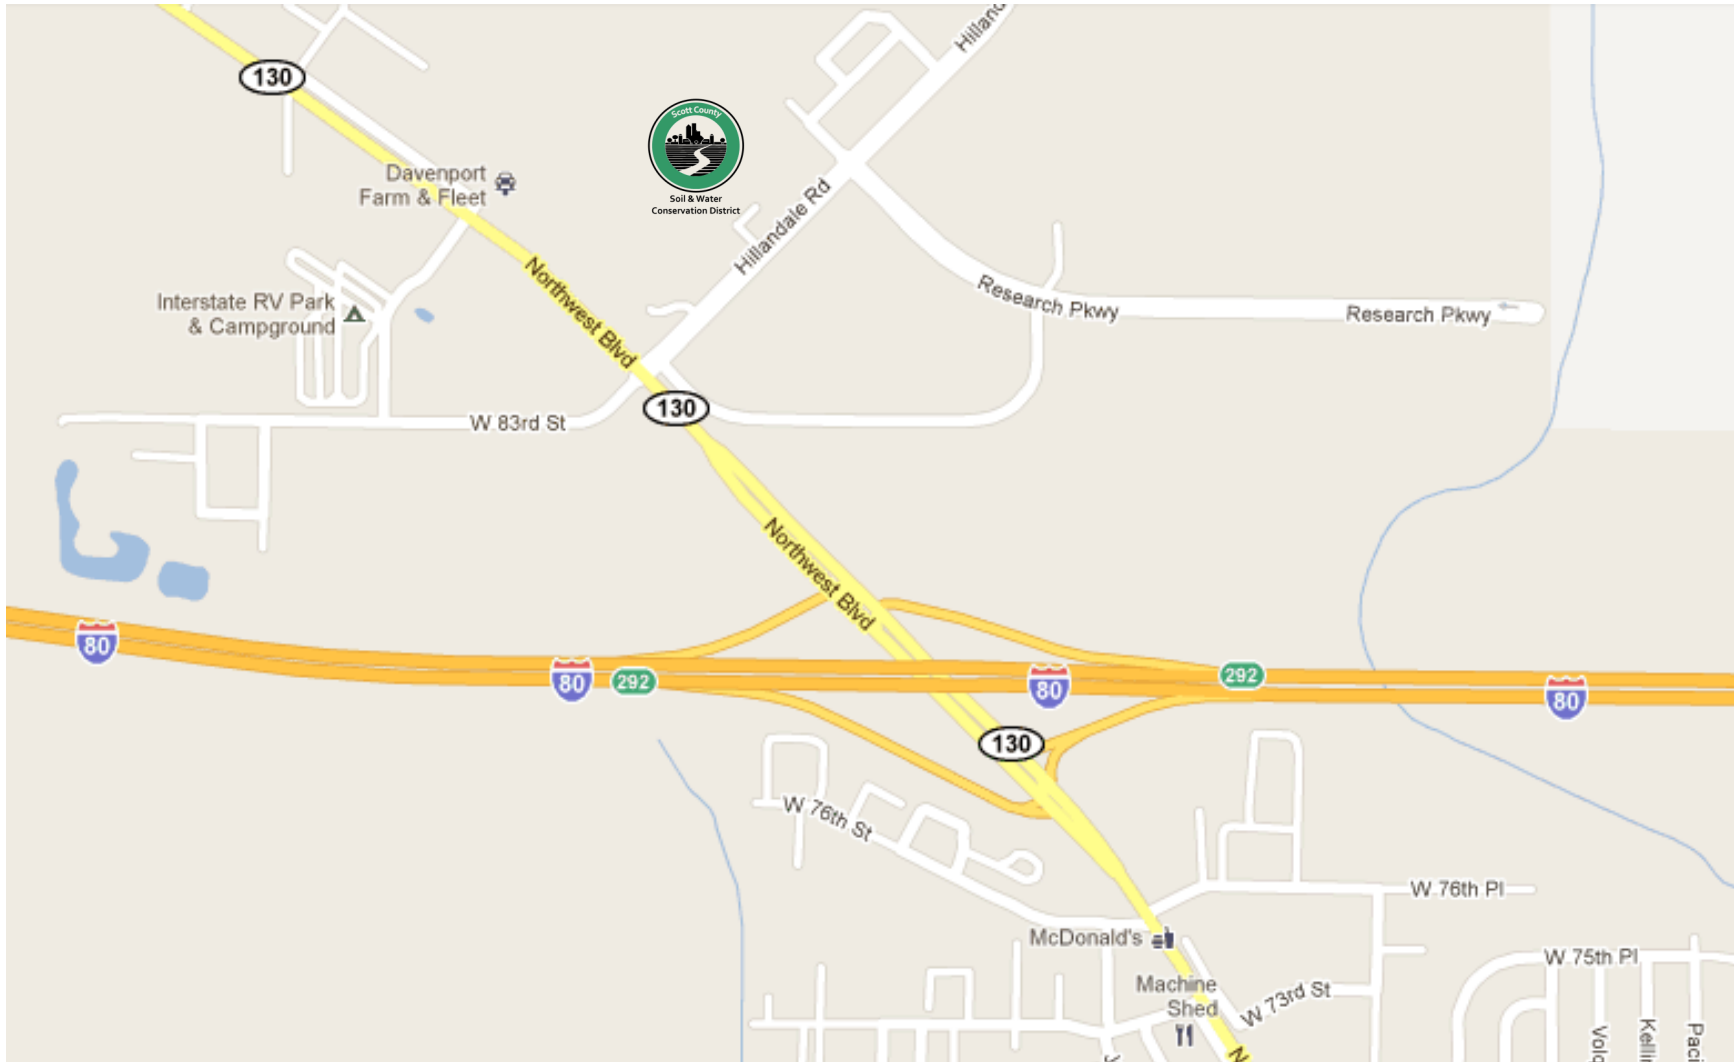 Hilland
130
Scott County
Soil & Water
Conservation District
Davenport
Farm & Fleet
Hillandale Rd
Northwest Blvd
Interstate RV Park
& Campground
Research Pkwy
Research Pkwy
130
W 83rd St
Northwest Blvd
80
80
292
80
292
80
130
W 76th St
W 76th Pl
McDonald's
W 75th Pl
Machine
Shed
W 73rd St